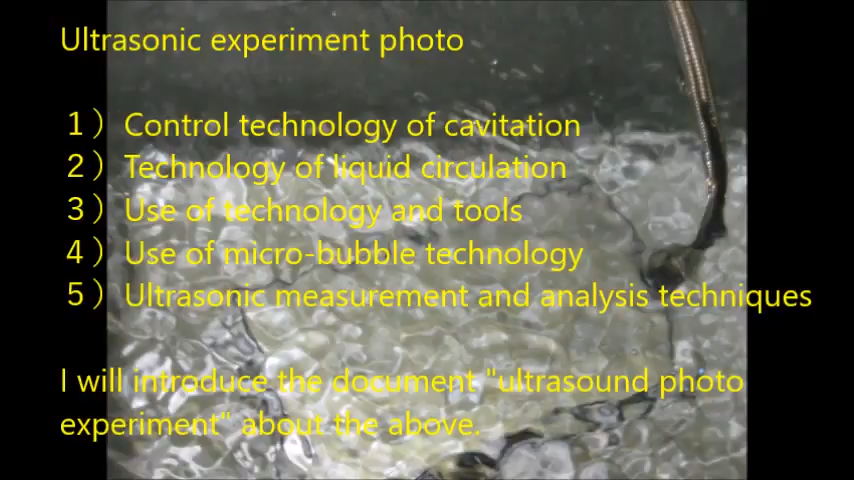 Ultrasonic experiment photo
１）Control technology of cavitation
２）Technology of liquid circulation
３）Use of technology and tools
４）Use of micro-bubble technology
５）Ultrasonic measurement and analysis techniques
I will introduce the document "ultrasound photo
experiment" about the above.